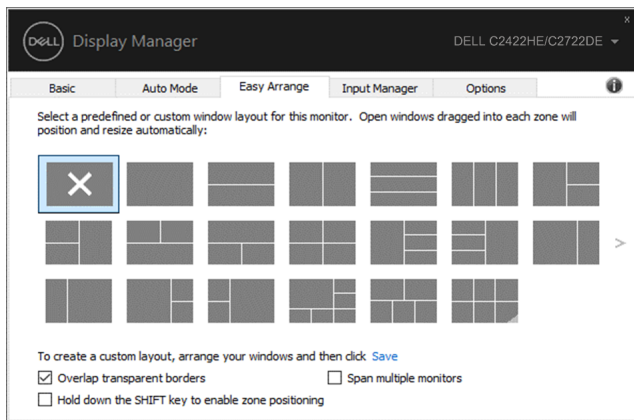 DELL Display Manager
DELL C2422HE/C2722DE
Basic Auto Mode Easy Arrange Input Manager Options
Select a predefined or custom window layout for this monitor. Open windows dragged into each zone will
position and resize automatically:
To create a custom layout, arrange your windows and then click Save
Overlap transparent borders Span multiple monitors
Hold down the SHIFT key to enable zone positioning